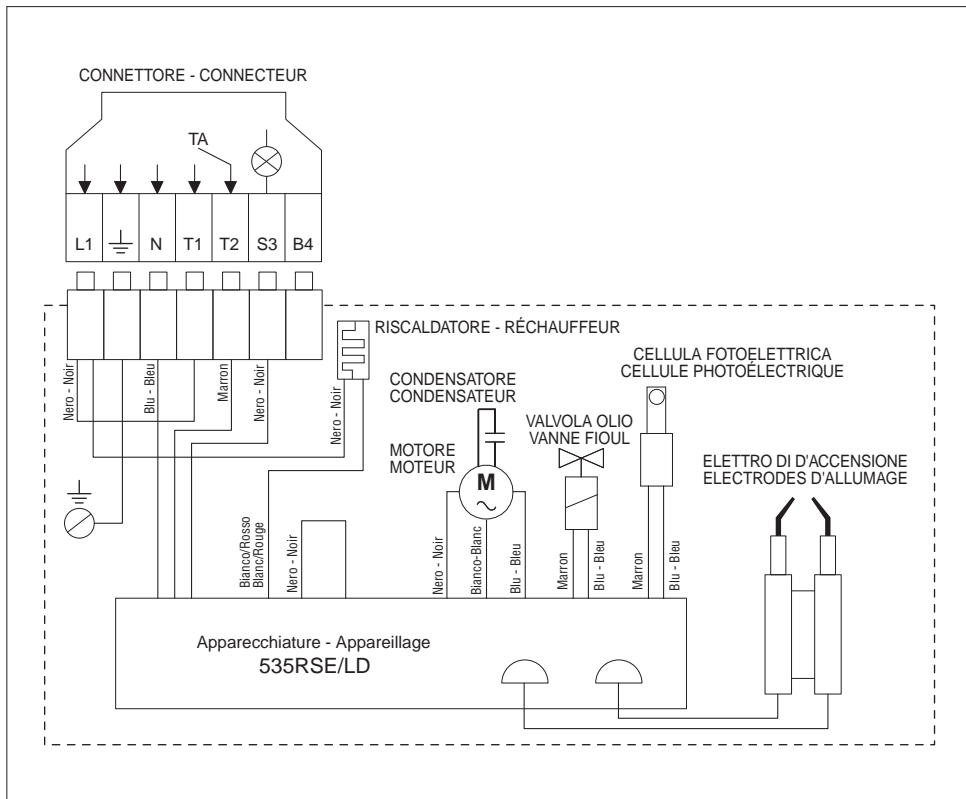 CONNETTORE - CONNECTEUR
TA
L1
N
T1
T2
S3
B4
RISCALDATORE - RÉCHAUFFEUR
CONDENSATORE
CONDENSATEUR
MOTORE
MOTEUR
M
VALVOLA OLIO
VANNE FIOUL
CELLULA FOTOELETTRICA
CELLULE PHOTOÉLECTRIQUE
ELETTRO DI D'ACCENSIONE
ELECTRODES D'ALLUMAGE
Nero - Noir
Blu - Bleu
Marron
Nero - Noir
Nero - Noir
Bianco/Rosso
Blanc/Rouge
Nero - Noir
Nero - Noir
Bianco-Blanc
Blu - Bleu
Marron
Blu - Bleu
Marron
Blu - Bleu
Apparecchiature - Appareillage
535RSE/LD